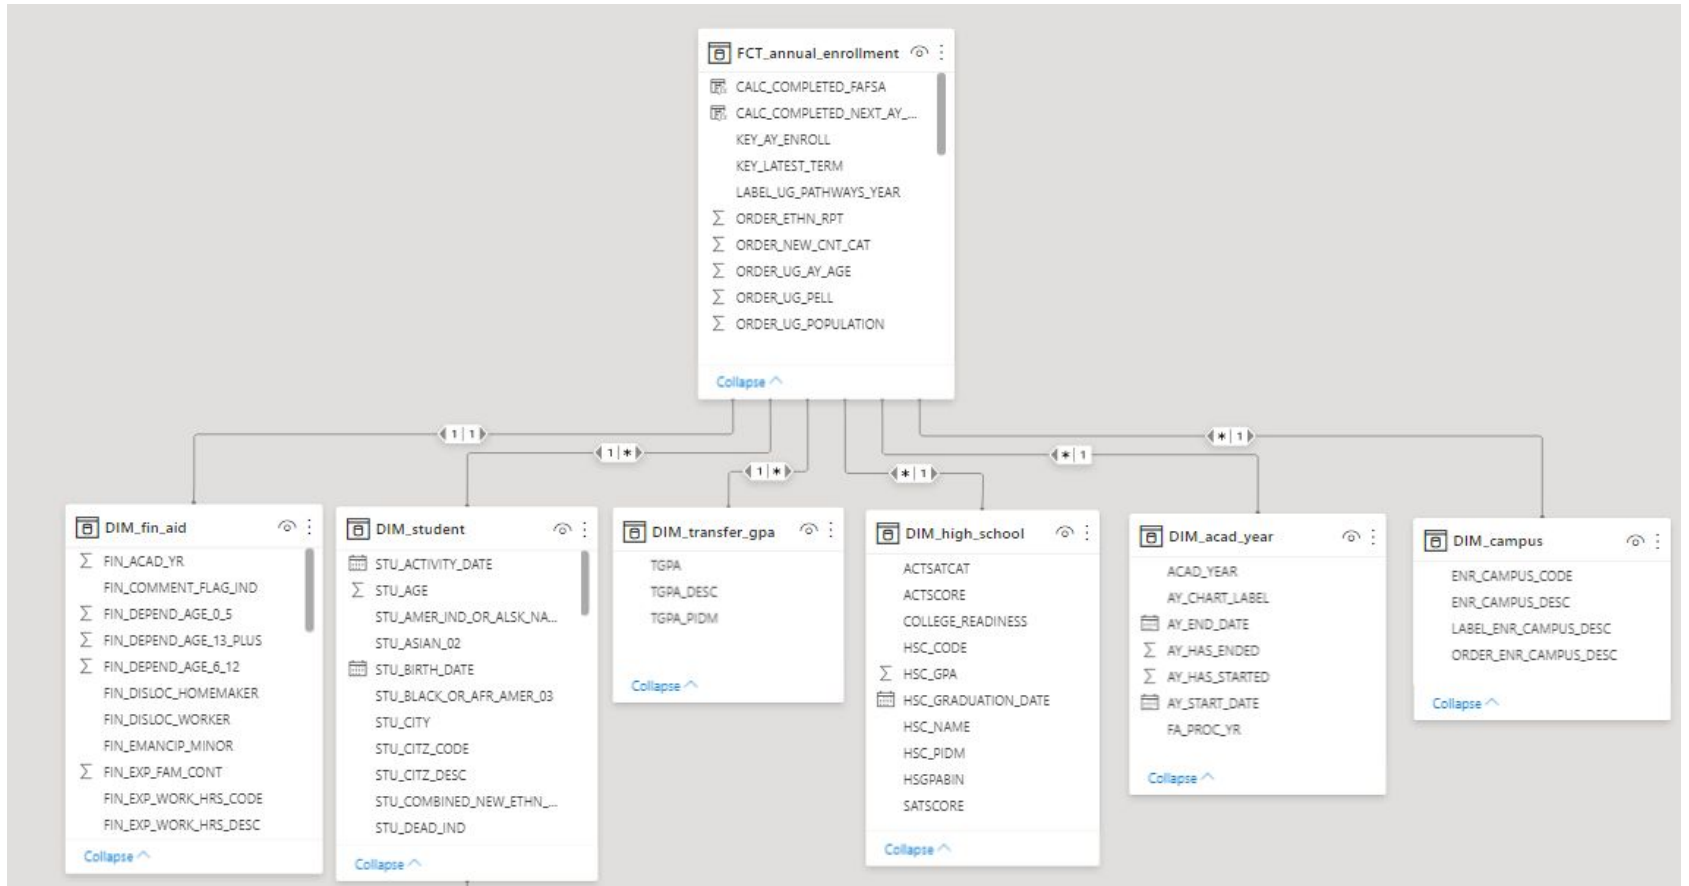 FCT_annual_enrollment
CALC_COMPLETED_FAFSA
CALC_COMPLETED_NEXT_AY_...
KEY_AY_ENROLL
KEY_LATEST_TERM
LABEL_UG_PATHWAYS_YEAR
Σ ORDER_ETHN_RPT
Σ ORDER_NEW_CNT_CAT
Σ ORDER_UG_AY_AGE
Σ ORDER_UG_PELL
Σ ORDER_UG_POPULATION
Collapse
1 1
1 *
1 *
* 1
* 1
* 1
DIM_fin_aid
Σ FIN_ACAD_YR
FIN_COMMENT_FLAG_IND
Σ FIN_DEPEND_AGE_0_5
Σ FIN_DEPEND_AGE_13_PLUS
Σ FIN_DEPEND_AGE_6_12
FIN_DISLOC_HOMEMAKER
FIN_DISLOC_WORKER
FIN_EMANCIP_MINOR
Σ FIN_EXP_FAM_CONT
FIN_EXP_WORK_HRS_CODE
FIN_EXP_WORK_HRS_DESC
Collapse
DIM_student
STU_ACTIVITY_DATE
Σ STU_AGE
STU_AMER_IND_OR_ALSK_NA...
STU_ASIAN_02
STU_BIRTH_DATE
STU_BLACK_OR_AFR_AMER_03
STU_CITY
STU_CITZ_CODE
STU_CITZ_DESC
STU_COMBINED_NEW_ETHN_...
STU_DEAD_IND
Collapse
DIM_transfer_gpa
TGPA
TGPA_DESC
TGPA_PIDM
Collapse
DIM_high_school
ACTSATCAT
ACTSCORE
COLLEGE_READINESS
HSC_CODE
Σ HSC_GPA
HSC_GRADUATION_DATE
HSC_NAME
HSC_PIDM
HSGPABIN
SATSCORE
Collapse
DIM_acad_year
ACAD_YEAR
AY_CHART_LABEL
AY_END_DATE
Σ AY_HAS_ENDED
Σ AY_HAS_STARTED
AY_START_DATE
FA_PROC_YR
Collapse
DIM_campus
ENR_CAMPUS_CODE
ENR_CAMPUS_DESC
LABEL_ENR_CAMPUS_DESC
ORDER_ENR_CAMPUS_DESC
Collapse